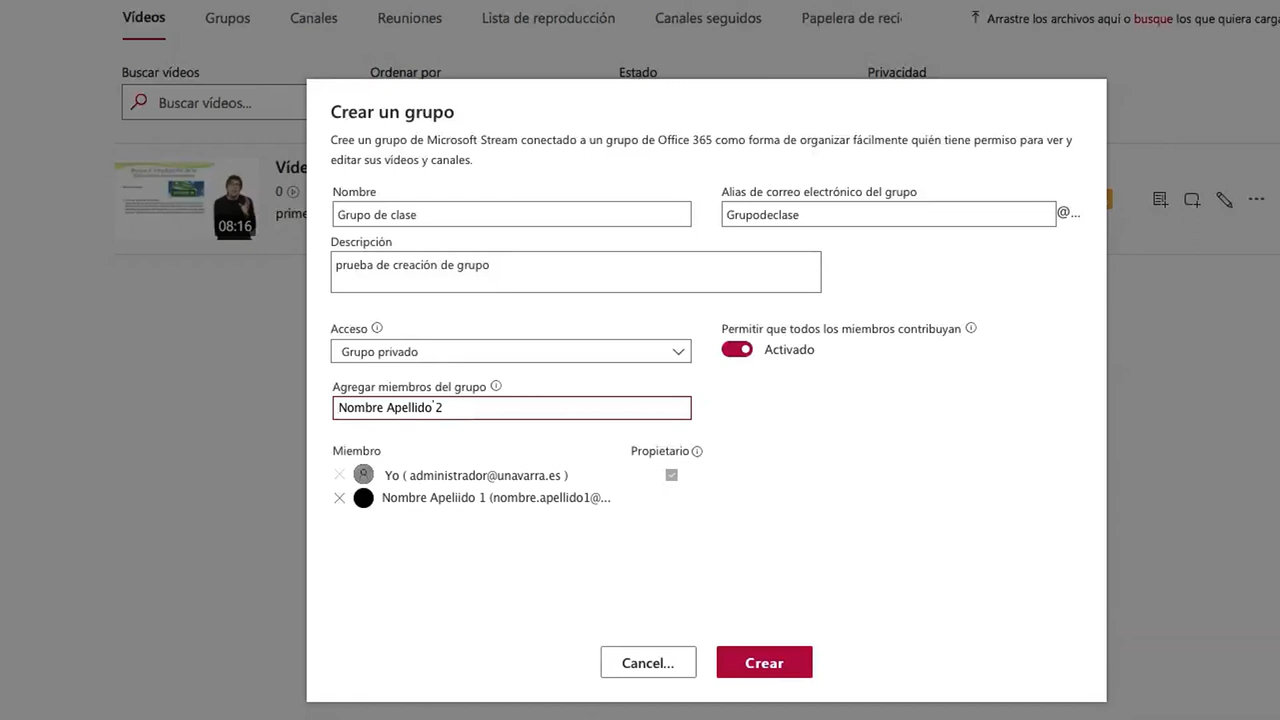 Vídeos Grupos Canales Reuniones Lista de reproducción Canales seguidos Papelera de reci
Arrastre los archivos aquí o busque los que quiera carga
Buscar vídeos Ordenar por Estado Privacidad
Buscar vídeos...
Crear un grupo
Cree un grupo de Microsoft Stream conectado a un grupo de Office 365 como forma de organizar fácilmente quién tiene permiso para ver y
editar sus vídeos y canales.
Nombre Alias de correo electrónico del grupo
Grupo de clase Grupodeclase @...
Descripción
prueba de creación de grupo
Acceso Permitir que todos los miembros contribuyan
Grupo privado Activado
Agregar miembros del grupo
Nombre Apellido 2
Miembro Propietario
Yo ( administrador@unavarra.es )
Nombre Apeliido 1 (nombre.apellido1@...
Cancel... Crear
Víde
0
prime
08:16